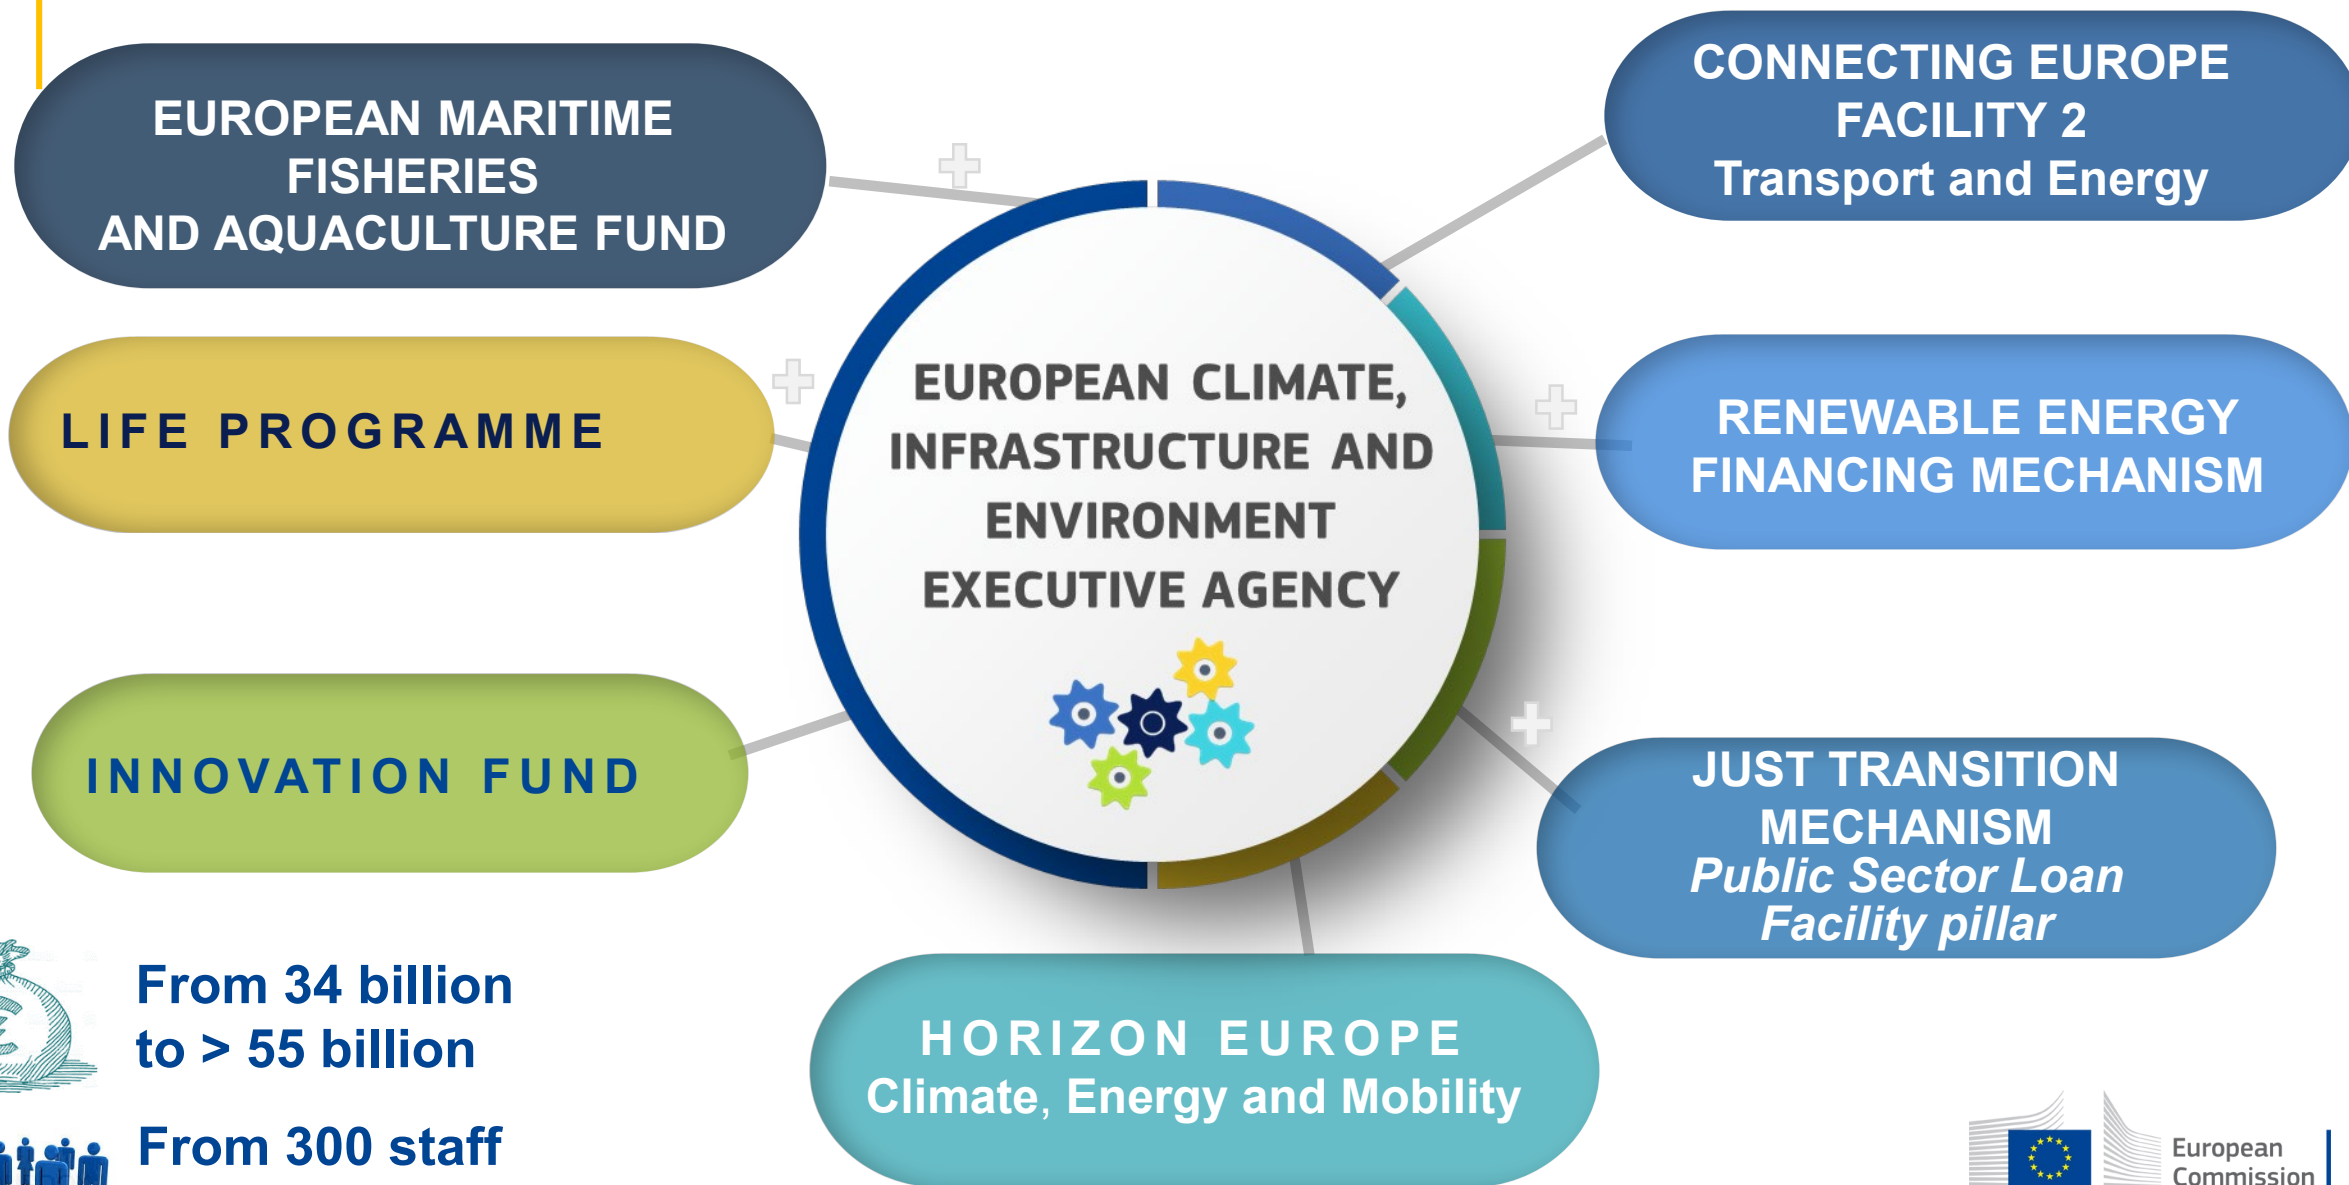 EUROPEAN MARITIME
FISHERIES
AND AQUACULTURE FUND
LIFE PROGRAMME
INNOVATION FUND
CONNECTING EUROPE
FACILITY 2
Transport and Energy
RENEWABLE ENERGY
FINANCING MECHANISM
JUST TRANSITION
MECHANISM
Public Sector Loan
Facility pillar
EUROPEAN CLIMATE,
INFRASTRUCTURE AND
ENVIRONMENT
EXECUTIVE AGENCY
HORIZON EUROPE
Climate, Energy and Mobility
From 34 billion
to > 55 billion
From 300 staff
European
Commission